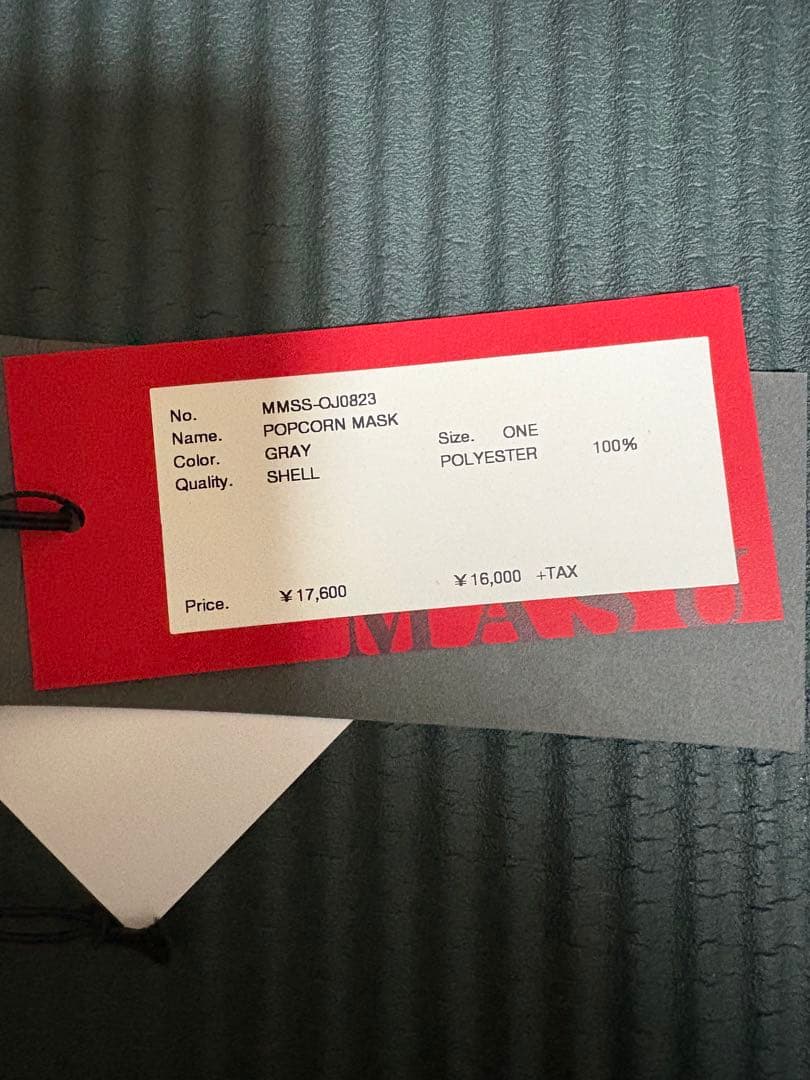 No. MMSS-OJ0823
Name. POPCORN MASK
Color. GRAY Size. ONE
Quality. SHELL POLYESTER 100%
Price. ¥17,600 ¥16,000 +TAX
MASU